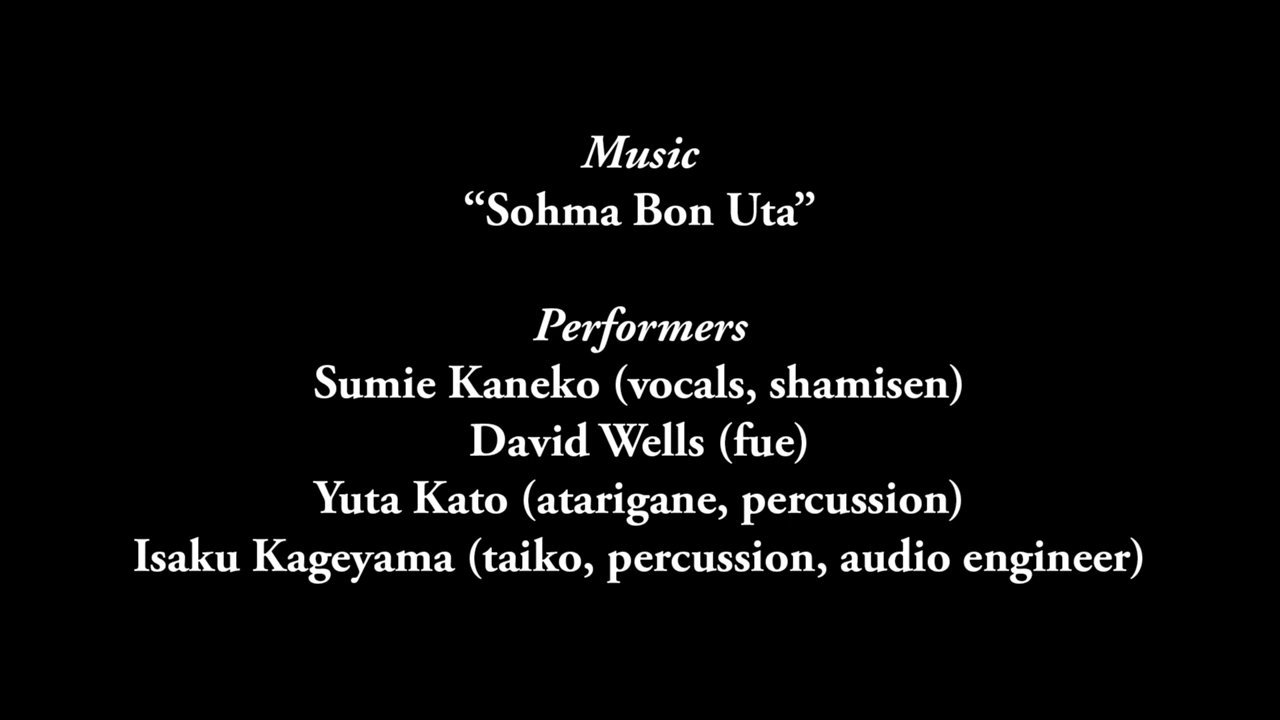 Music
“Sohma Bon Uta”
Performers
Sumie Kaneko (vocals, shamisen)
David Wells (fue)
Yuta Kato (atarigane, percussion)
Isaku Kageyama (taiko, percussion, audio engineer)